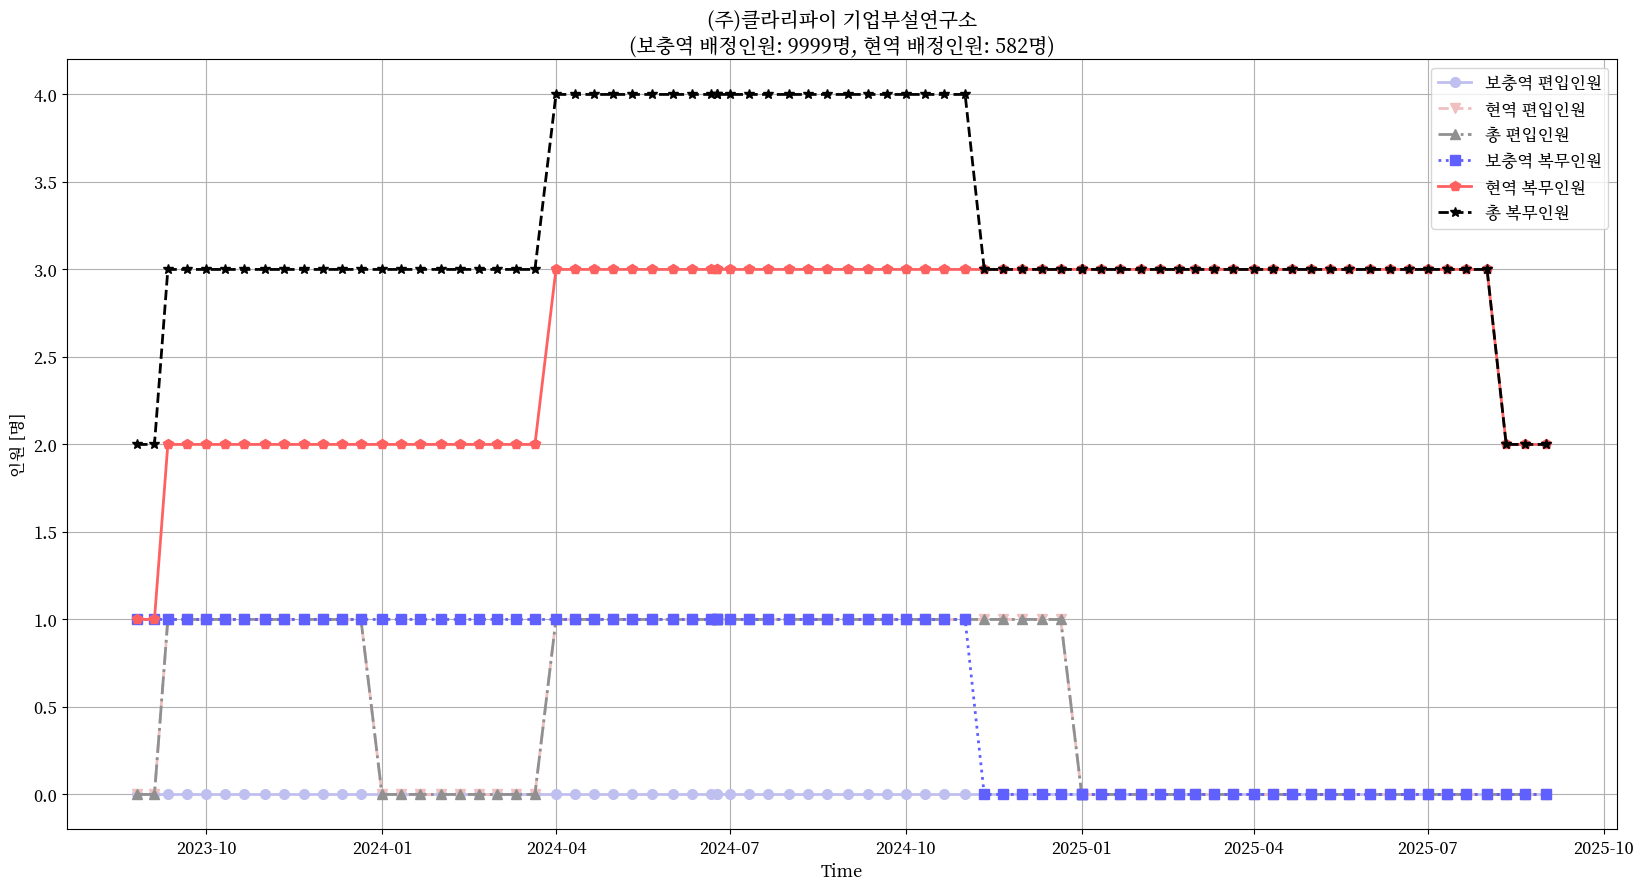 (주)클라리파이 기업부설연구소
(보충역 배정인원: 9999명, 현역 배정인원: 582명)
보충역 편입인원
현역 편입인원
총 편입인원
보충역 복무인원
현역 복무인원
총 복무인원
인원 [명]
4.0
3.5
3.0
2.5
2.0
1.5
1.0
0.5
0.0
2023-10
2024-01
2024-04
2024-07
2024-10
2025-01
2025-04
2025-07
2025-10
Time